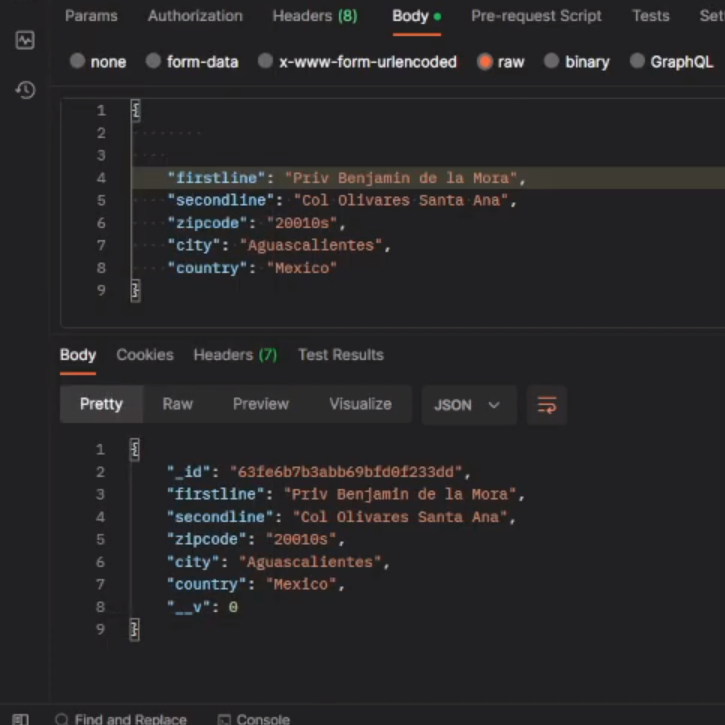 Params Authorization Headers (8) Body Pre-request Script Tests
none form-data x-www-form-urlencoded raw binary GraphQL
1 {
2
3
4 "firstline": "Priv Benjamin de la Mora",
5 "secondline": "Col Olivares Santa Ana",
6 "zipcode": "20010s",
7 "city": "Aguascalientes",
8 "country": "Mexico"
9 }
Body Cookies Headers (7) Test Results
Pretty Raw Preview Visualize JSON
1 {
2 "_id": "63fe6b7b3abb69bfd0f233dd",
3 "firstline": "Priv Benjamin de la Mora",
4 "secondline": "Col Olivares Santa Ana",
5 "zipcode": "20010s",
6 "city": "Aguascalientes",
7 "country": "Mexico",
8 "__v": 0
9 }
Find and Replace Console